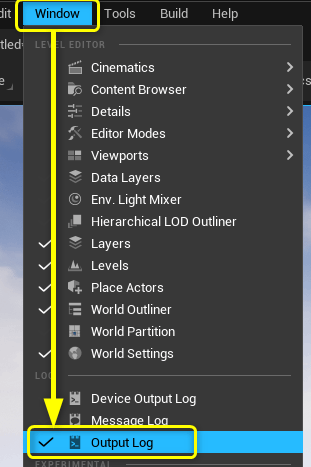 dit Window Tools Build Help
LEVEL EDITOR
Cinematics
Content Browser
Details
Editor Modes
Viewports
Data Layers
Env. Light Mixer
Hierarchical LOD Outliner
Layers
Levels
Place Actors
World Outliner
World Partition
World Settings
LO
Device Output Log
Message Log
Output Log
EXPERIMENTAL